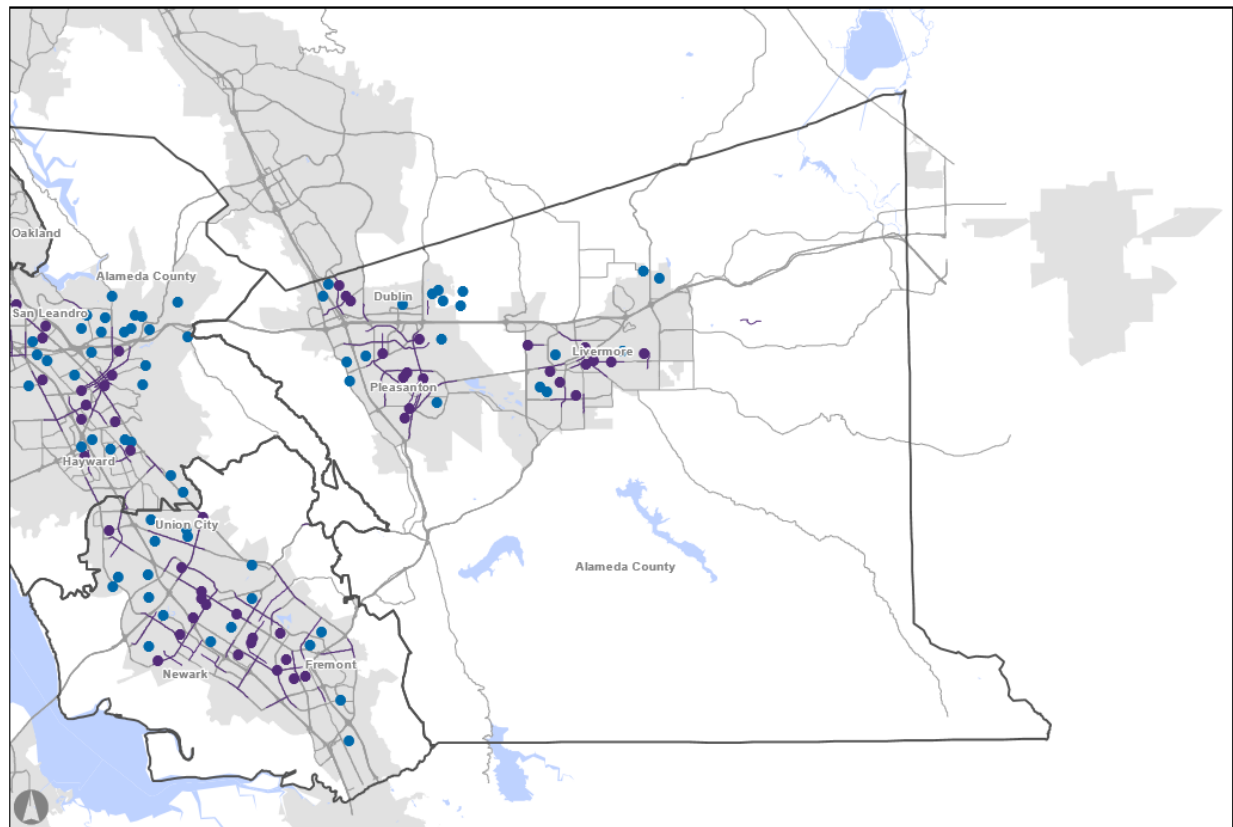 Oakland
Alameda County
San Leandro
Dublin
Livermore
Pleasanton
Hayward
Union City
Alameda County
Fremont
Newark